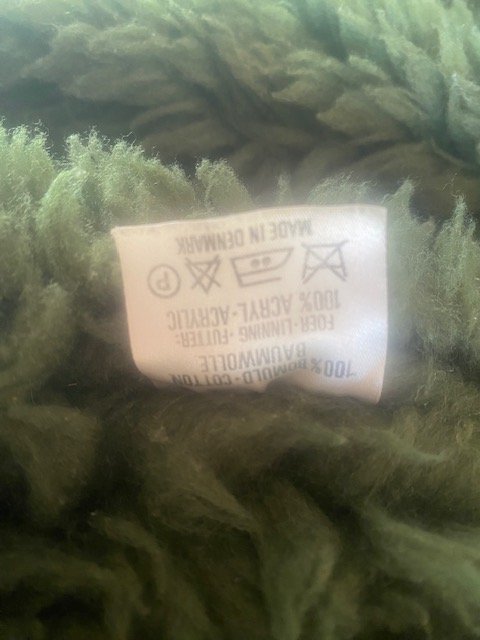 100% BOMULD - COTTON
BAUMWOLLE
FOER - LINNING - FUTTER:
100% ACRYL - ACRYLIC
P
MADE IN DENMARK